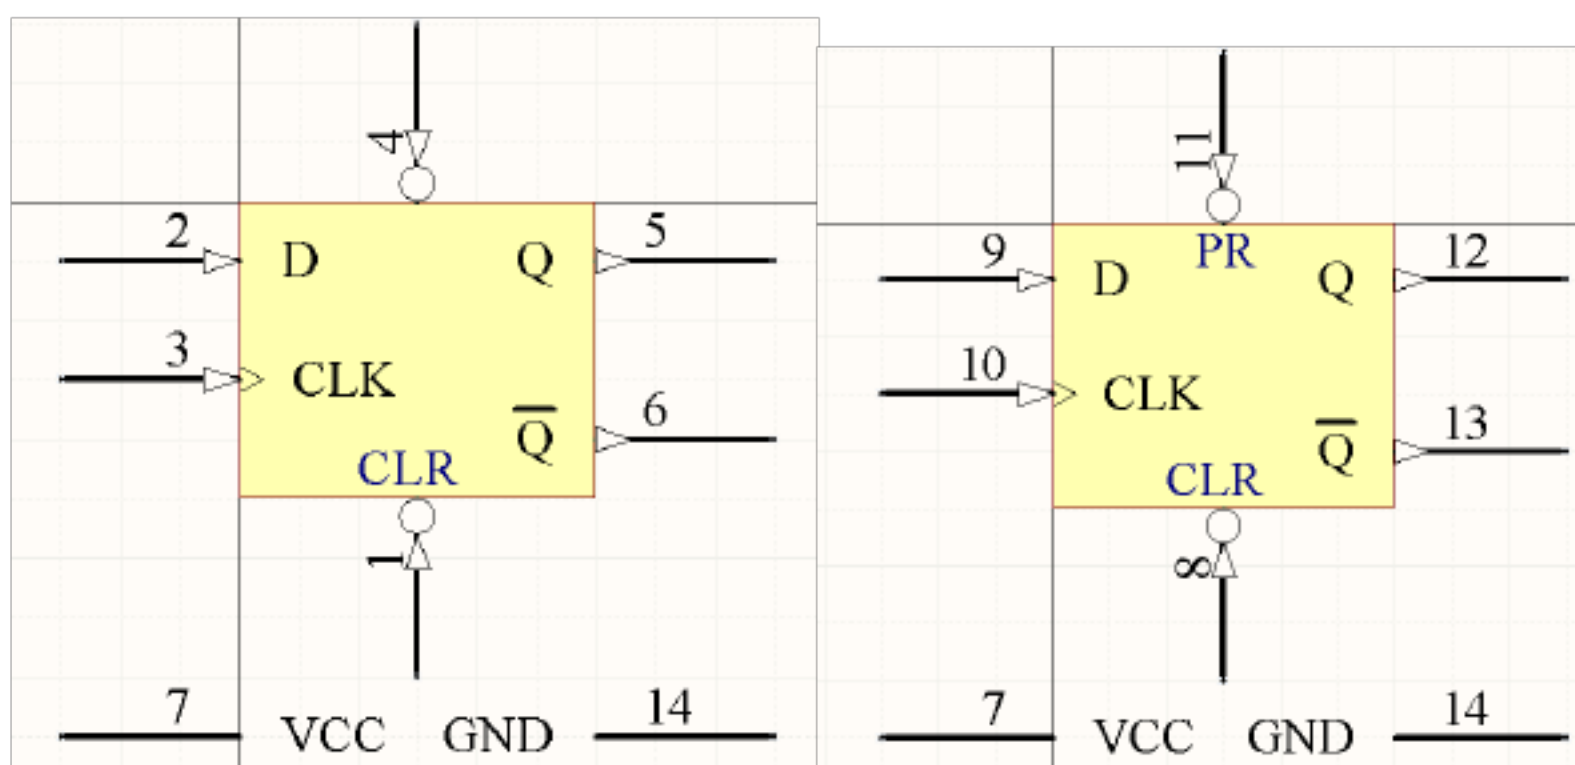 4
2 D Q 5
3 CLK
Q 6
CLR
1
7 VCC GND 14
11
PR
9 D Q 12
10 CLK
Q 13
CLR
8
7 VCC GND 14